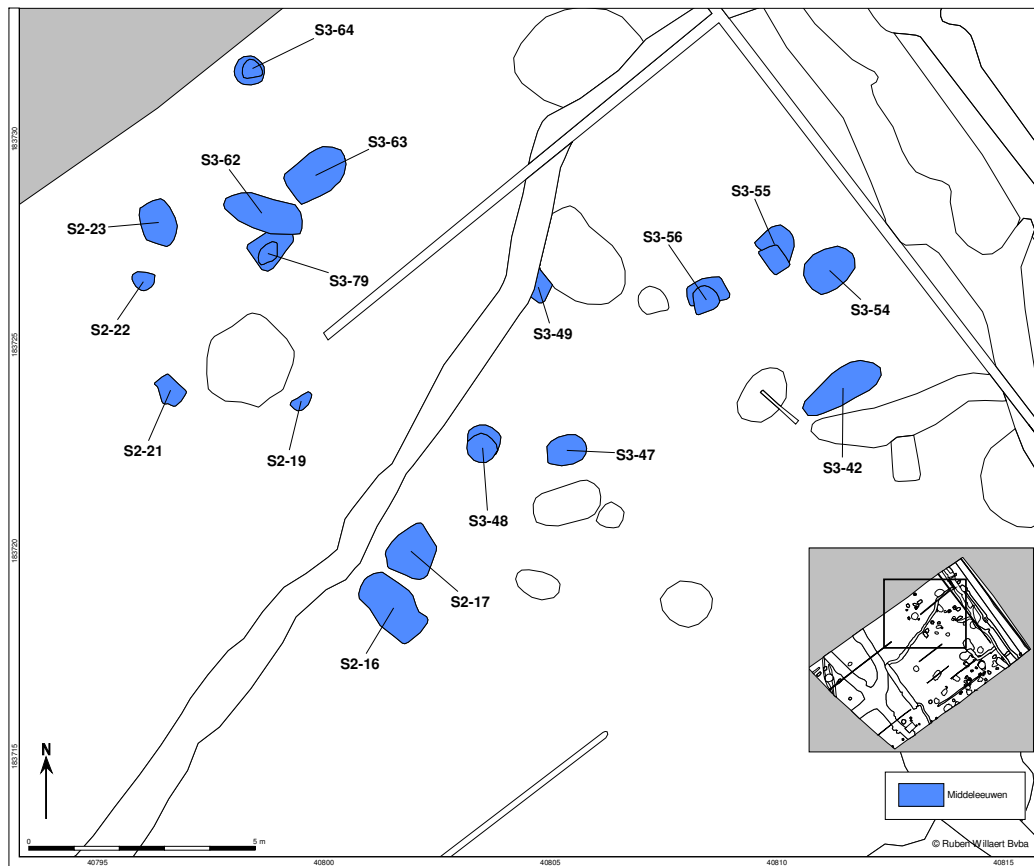 S3-64
183730
S3-63
S3-62
S3-55
S2-23
S3-56
S3-79
S3-54
S2-22
S3-49
183725
S2-21
S2-19
S3-47
S3-42
S3-48
183720
S2-17
S2-16
183715
N
Middeleeuwen
0
5 m
© Ruben Willaert Bvba
40795
40800
40805
40810
40815